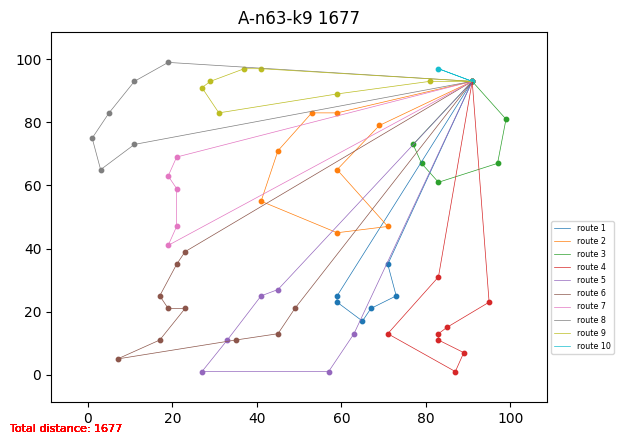 A-n63-k9 1677
100
80
60
40
20
0
0 20 40 60 80 100
route 1
route 2
route 3
route 4
route 5
route 6
route 7
route 8
route 9
route 10
Total distance: 1677